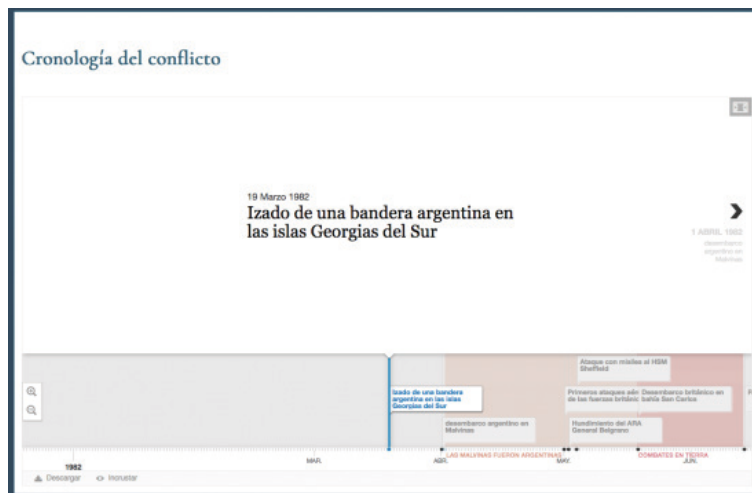 Cronología del conflicto
19 Marzo 1982
Izado de una bandera argentina en
las islas Georgias del Sur
1 ABRIL 1982
desembarco
argentino en
Malvinas
Ataque con misiles al HSM
Sheffield
Izado de una bandera
argentina en las islas
Georgias del Sur
Primeros ataques aér
de las fuerzas británic
Desembarco británico en
bahía San Carlos
desembarco argentino en
Malvinas
Hundimiento del ARA
General Belgrano
LAS MALVINAS FUERON ARGENTINAS
COMBATES EN TIERRA
MAR.
ABR.
MAY.
JUN.
1982
Descargar
Incrustar